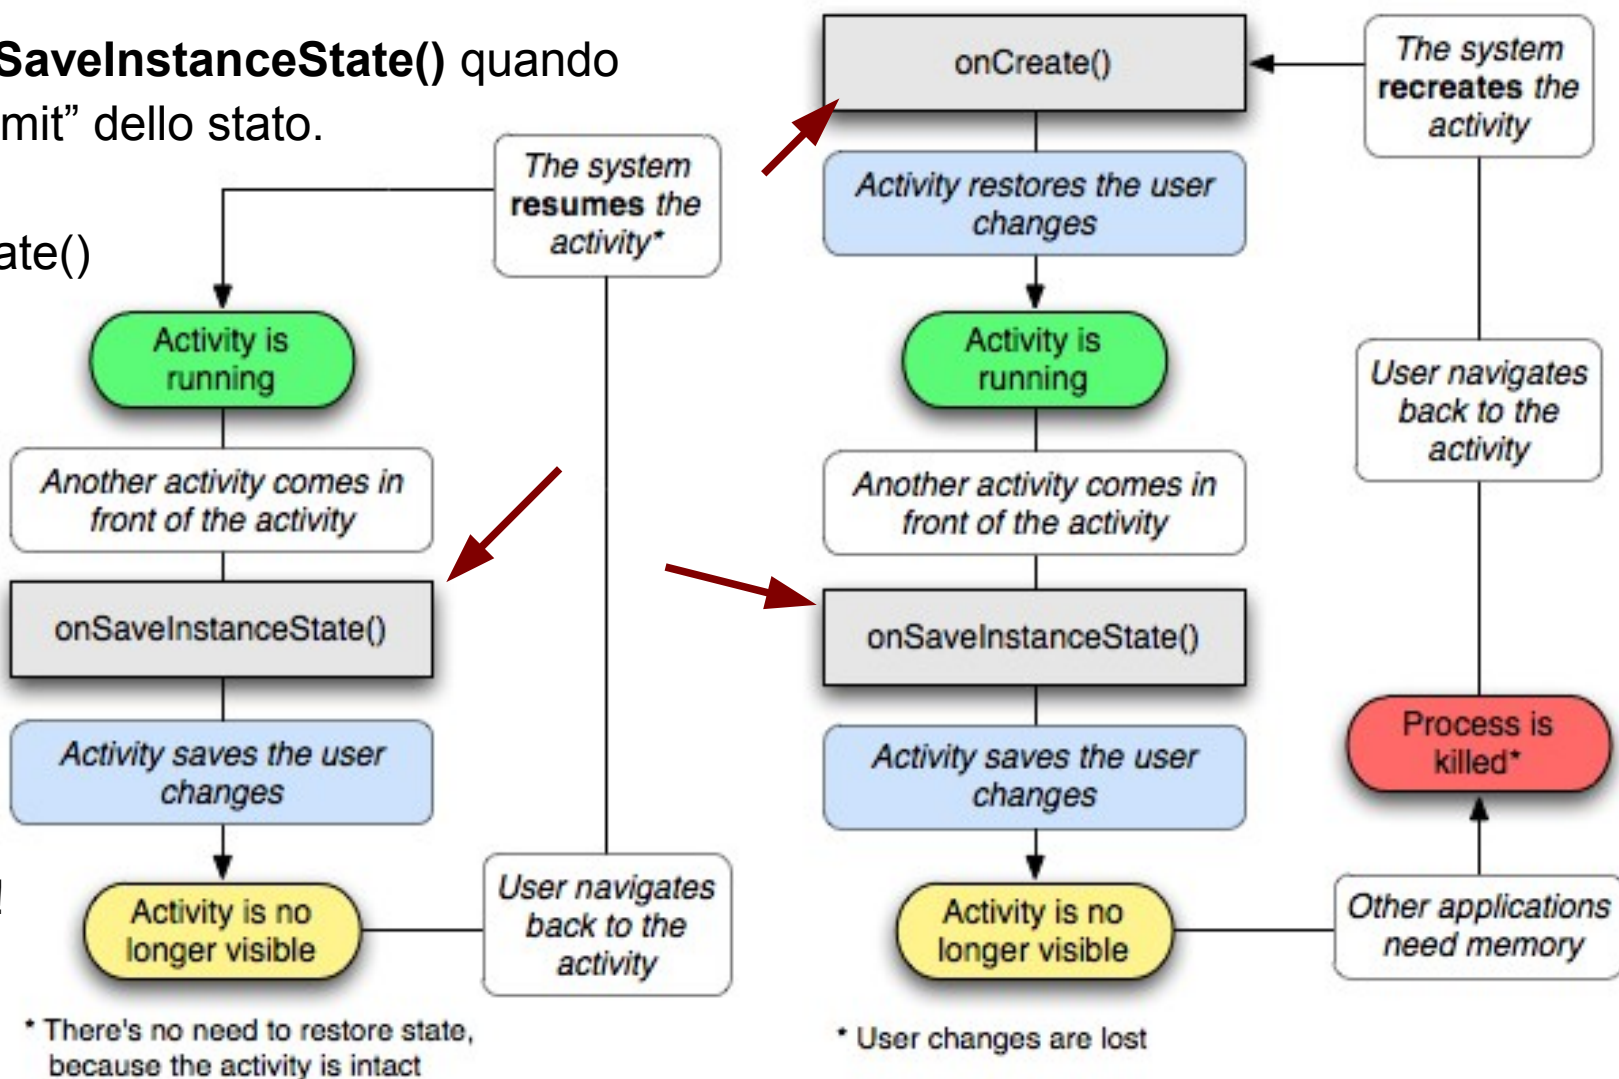 SaveInstanceState() quando
mit” dello stato.
ate()
!
The system
resumes the
activity*
Activity is
running
Another activity comes in
front of the activity
onSaveInstanceState()
Activity saves the user
changes
Activity is no
longer visible
User navigates
back to the
activity
* There's no need to restore state,
because the activity is intact
onCreate()
Activity restores the user
changes
Activity is
running
Another activity comes in
front of the activity
onSaveInstanceState()
Activity saves the user
changes
Activity is no
longer visible
Other applications
need memory
Process is
killed*
User navigates
back to the
activity
The system
recreates the
activity
* User changes are lost